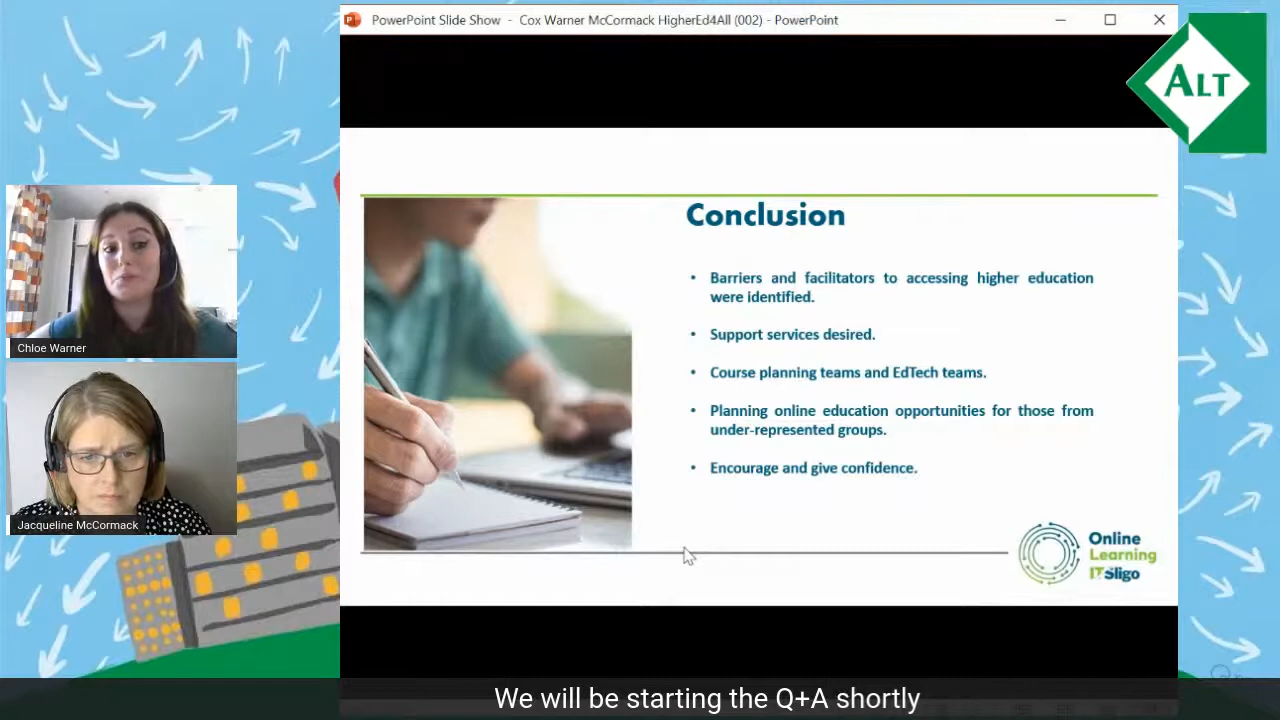 PowerPoint Slide Show - Cox Warner McCormack HigherEd4All (002) - PowerPoint
ALT
Conclusion
• Barriers and facilitators to accessing higher education
were identified.
• Support services desired.
• Course planning teams and EdTech teams.
• Planning online education opportunities for those from
under-represented groups.
• Encourage and give confidence.
Online
Learning
IT Sligo
Chloe Warner
Jacqueline McCormack
We will be starting the Q+A shortly